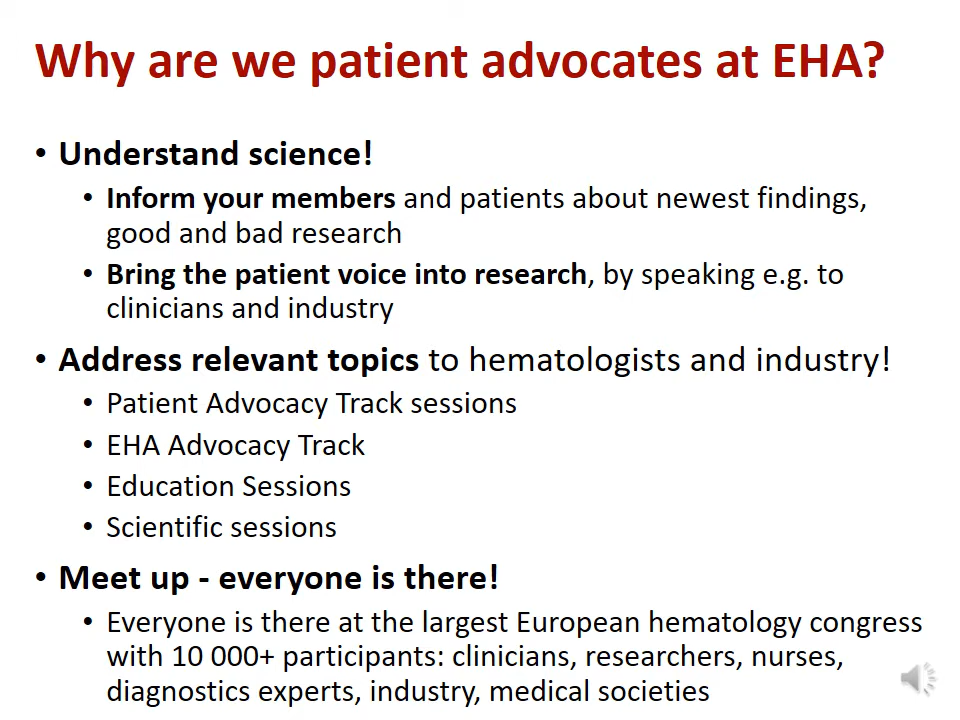 Why are we patient advocates at EHA?
• Understand science!
• Inform your members and patients about newest findings,
good and bad research
• Bring the patient voice into research, by speaking e.g. to
clinicians and industry
• Address relevant topics to hematologists and industry!
• Patient Advocacy Track sessions
• EHA Advocacy Track
• Education Sessions
• Scientific sessions
• Meet up - everyone is there!
• Everyone is there at the largest European hematology congress
with 10 000+ participants: clinicians, researchers, nurses,
diagnostics experts, industry, medical societies